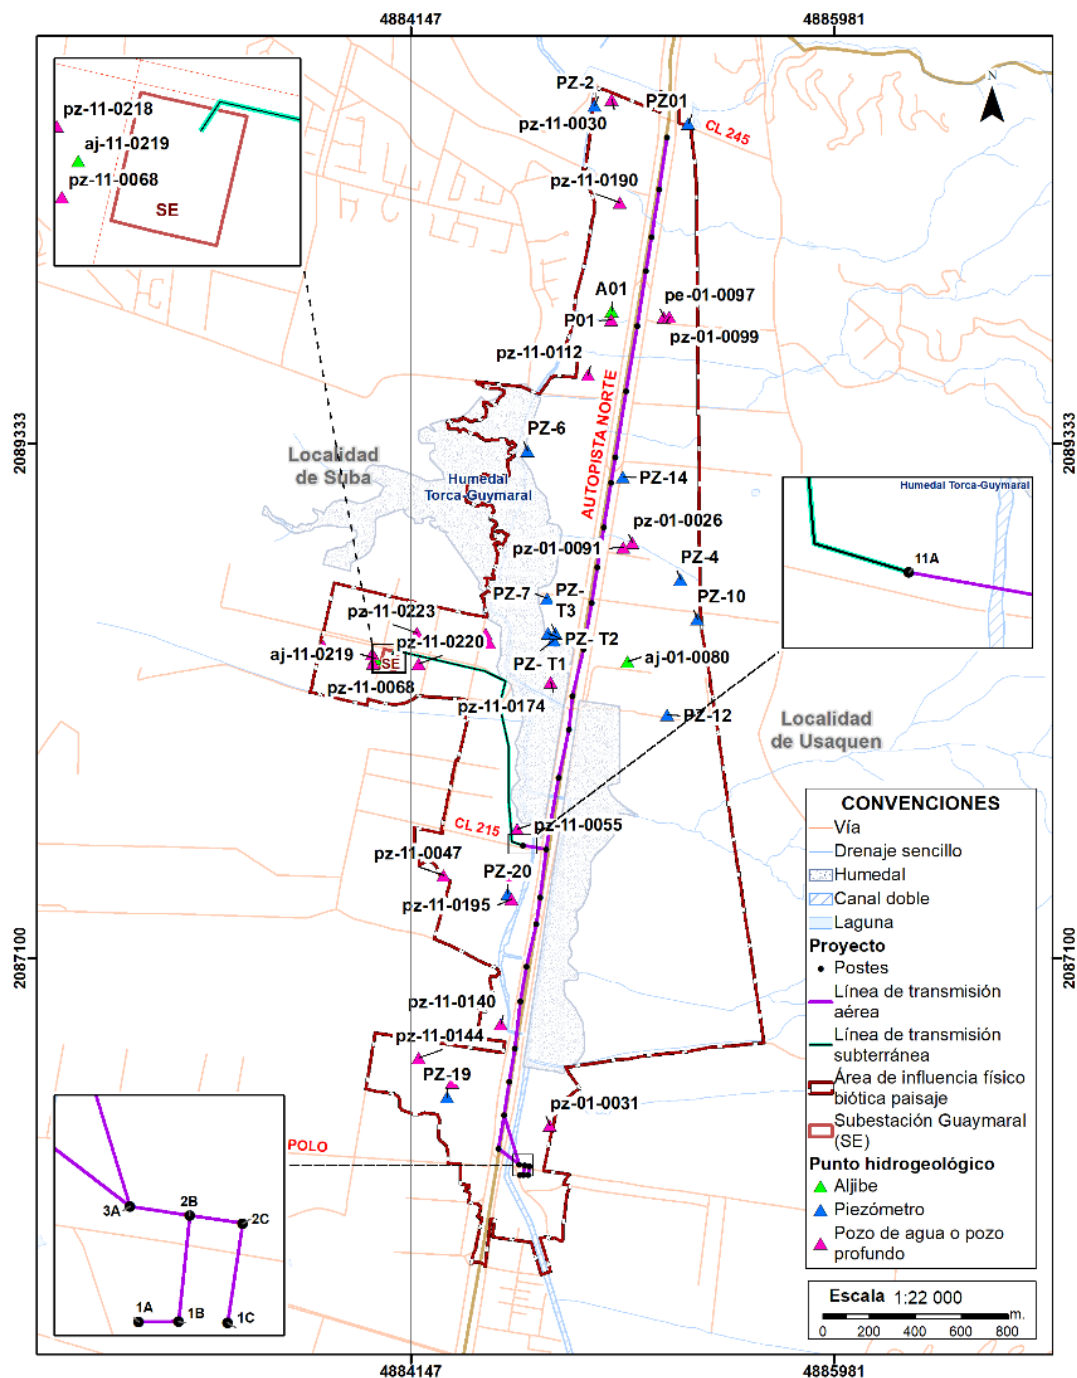 4884147
4885981
N
PZ-2
PZ01
pz-11-0030
CL 245
pz-11-0218
aj-11-0219
pz-11-0068
SE
pz-11-0190
A01
pe-01-0097
P01
pz-01-0099
pz-11-0112
AUTOPISTA NORTE
2089333
2089333
PZ-6
Localidad
de Suba
Humedal
Torca-Guymaral
PZ-14
Humedal Torca-Guymaral
11A
pz-01-0026
pz-01-0091
PZ-4
PZ-7
PZ-
T3
PZ-10
pz-11-0223
pz-11-0220
PZ- T2
aj-11-0219
SE
PZ- T1
aj-01-0080
pz-11-0068
pz-11-0174
PZ-12
Localidad
de Usaquen
CL 215
pz-11-0055
pz-11-0047
PZ-20
pz-11-0195
2087100
2087100
pz-11-0140
pz-11-0144
PZ-19
pz-01-0031
POLO
3A
2B
2C
1A
1B
1C
CONVENCIONES
Vía
Drenaje sencillo
Humedal
Canal doble
Laguna
Proyecto
Postes
Línea de transmisión
aérea
Línea de transmisión
subterránea
Área de influencia físico
biótica paisaje
Subestación Guaymaral
(SE)
Punto hidrogeológico
Aljibe
Piezómetro
Pozo de agua o pozo
profundo
Escala 1:22 000
m.
0 200 400 600 800
4884147
4885981